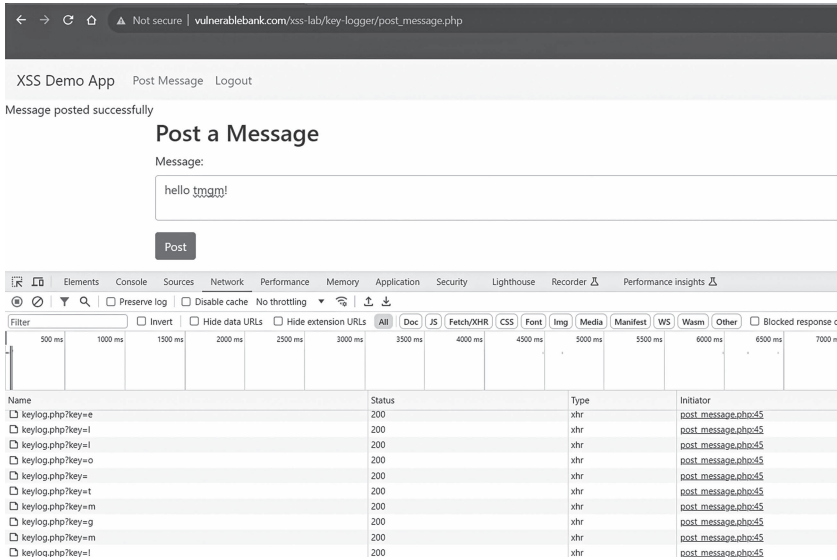 Not secure | vulnerablebank.com/xss-lab/key-logger/post_message.php
XSS Demo App Post Message Logout
Message posted successfully
Post a Message
Message:
hello tmgm!
Post
Elements Console Sources Network Performance Memory Application Security Lighthouse Recorder Performance insights
Preserve log Disable cache No throttling
Filter Invert Hide data URLs Hide extension URLs All Doc JS Fetch/XHR CSS Font Img Media Manifest WS Wasm Other Blocked response c
500 ms 1000 ms 1500 ms 2000 ms 2500 ms 3000 ms 3500 ms 4000 ms 4500 ms 5000 ms 5500 ms 6000 ms 6500 ms 7000 m
Name Status Type Initiator
keylog.php?key=e 200 xhr post_message.php:45
keylog.php?key=l 200 xhr post_message.php:45
keylog.php?key=l 200 xhr post_message.php:45
keylog.php?key=o 200 xhr post_message.php:45
keylog.php?key= 200 xhr post_message.php:45
keylog.php?key=t 200 xhr post_message.php:45
keylog.php?key=m 200 xhr post_message.php:45
keylog.php?key=g 200 xhr post_message.php:45
keylog.php?key=m 200 xhr post_message.php:45
keylog.php?key=! 200 xhr post_message.php:45